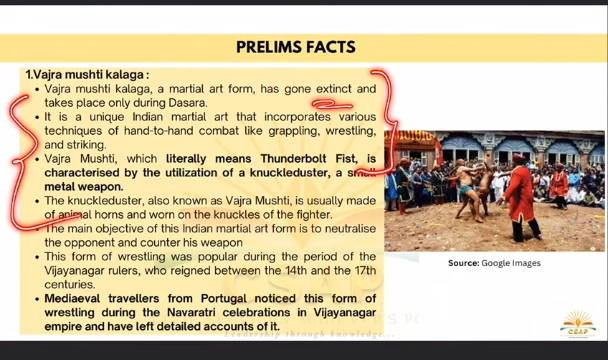 PRELIMS FACTS
1.Vajra mushti kalaga :
• Vajra mushti kalaga, a martial art form, has gone extinct and
takes place only during Dasara.
• It is a unique Indian martial art that incorporates various
techniques of hand-to-hand combat like grappling, wrestling,
and striking.
• Vajra Mushti, which literally means Thunderbolt Fist, is
characterised by the utilization of a knuckleduster, a small
metal weapon.
• The knuckleduster, also known as Vajra Mushti, is usually made
of animal horns and worn on the knuckles of the fighter.
• The main objective of this Indian martial art form is to neutralise
the opponent and counter his weapon
• This form of wrestling was popular during the period of the
Vijayanagar rulers, who reigned between the 14th and the 17th
centuries.
• Mediaeval travellers from Portugal noticed this form of
wrestling during the Navaratri celebrations in Vijayanagar
empire and have left detailed accounts of it.
Source: Google Images
Leadership through knowledge...
CSAP